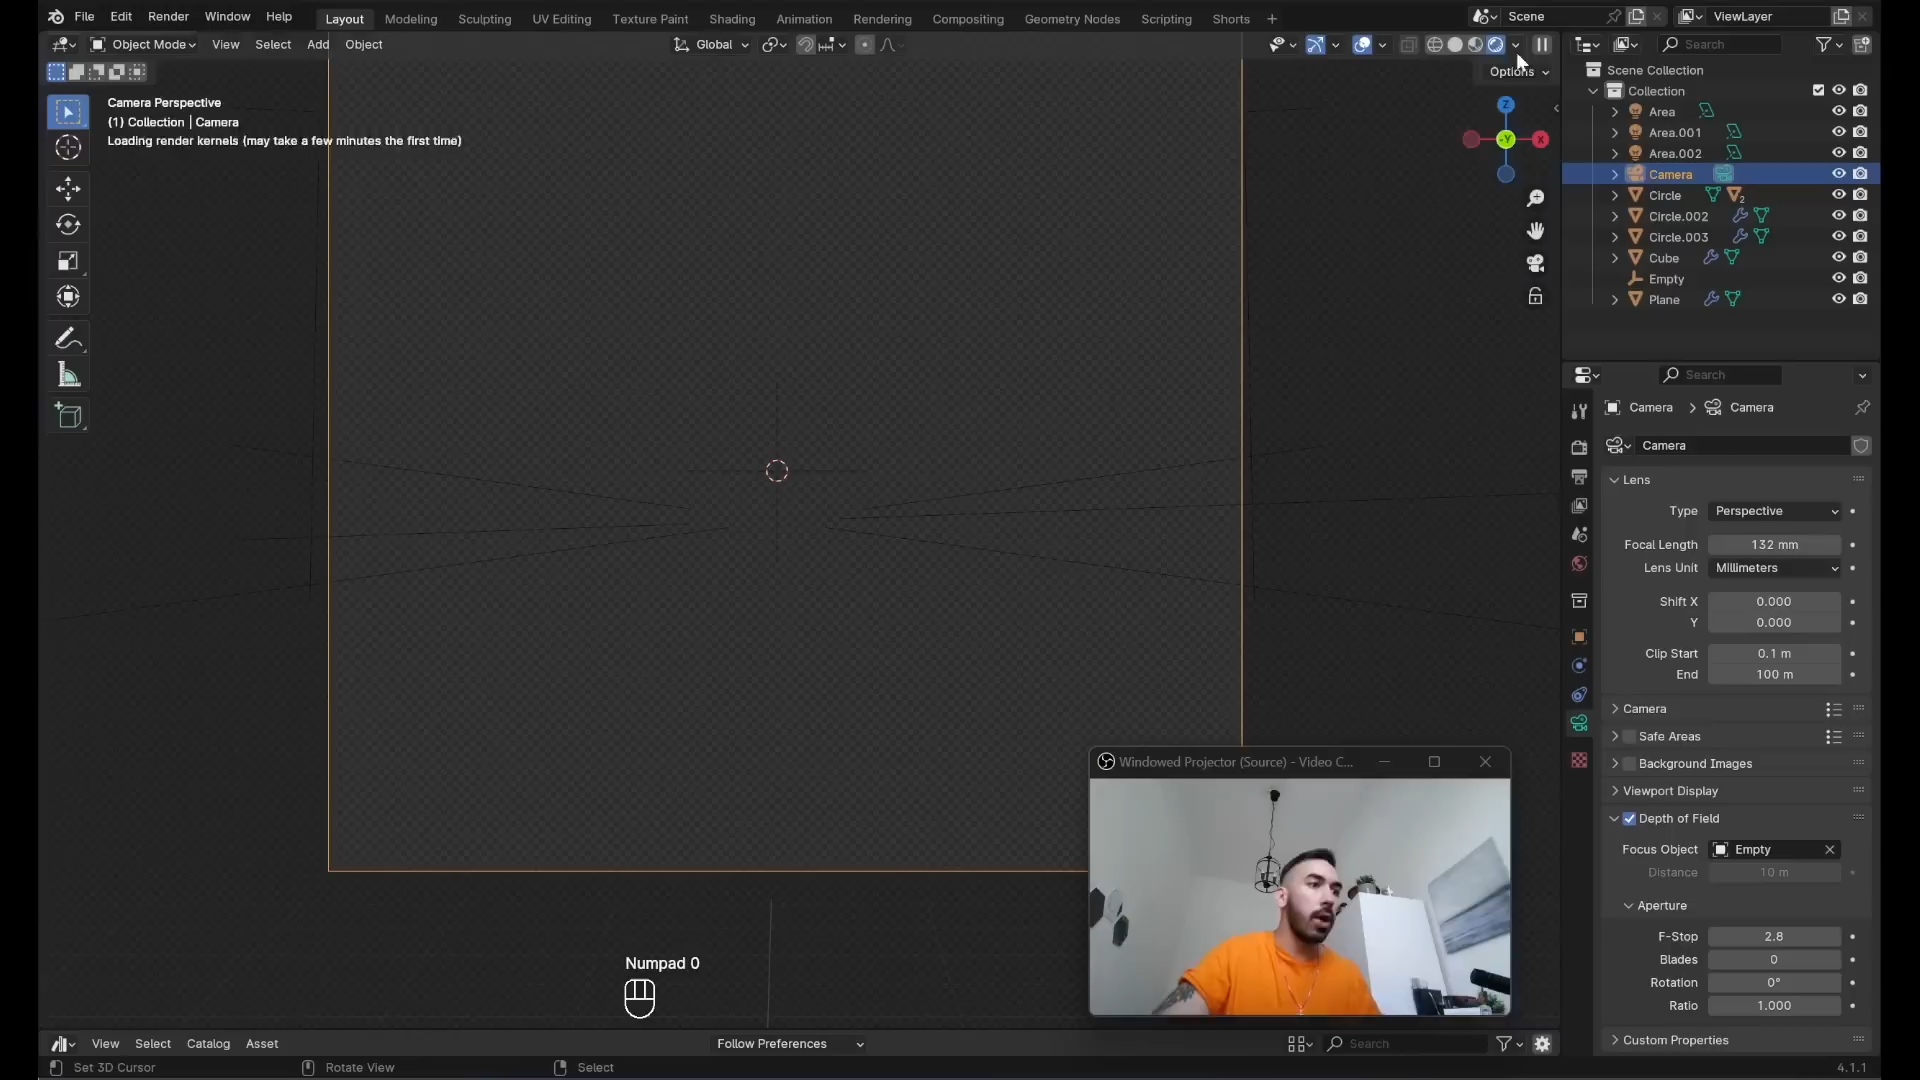 File Edit Render Window Help Layout Modeling Sculpting UV Editing Texture Paint Shading Animation Rendering Compositing Geometry Nodes Scripting Shorts + Scene ViewLayer
Object Mode View Select Add Object Global Search
Options
Camera Perspective
(1) Collection | Camera
Loading render kernels (may take a few minutes the first time)
Z
-Y
X
Scene Collection
Collection
Area
Area.001
Area.002
Camera
Circle 2
Circle.002
Circle.003
Cube
Empty
Plane
Search
Camera > Camera
Camera
Lens
Type Perspective
Focal Length 132 mm
Lens Unit Millimeters
Shift X 0.000
Y 0.000
Clip Start 0.1 m
End 100 m
Camera
Safe Areas
Background Images
Viewport Display
Depth of Field
Focus Object Empty
Distance 10 m
Aperture
F-Stop 2.8
Blades 0
Rotation 0°
Ratio 1.000
Custom Properties
Windowed Projector (Source) - Video C...
Numpad 0
View Select Catalog Asset Follow Preferences Search
Set 3D Cursor Rotate View Select 4.1.1